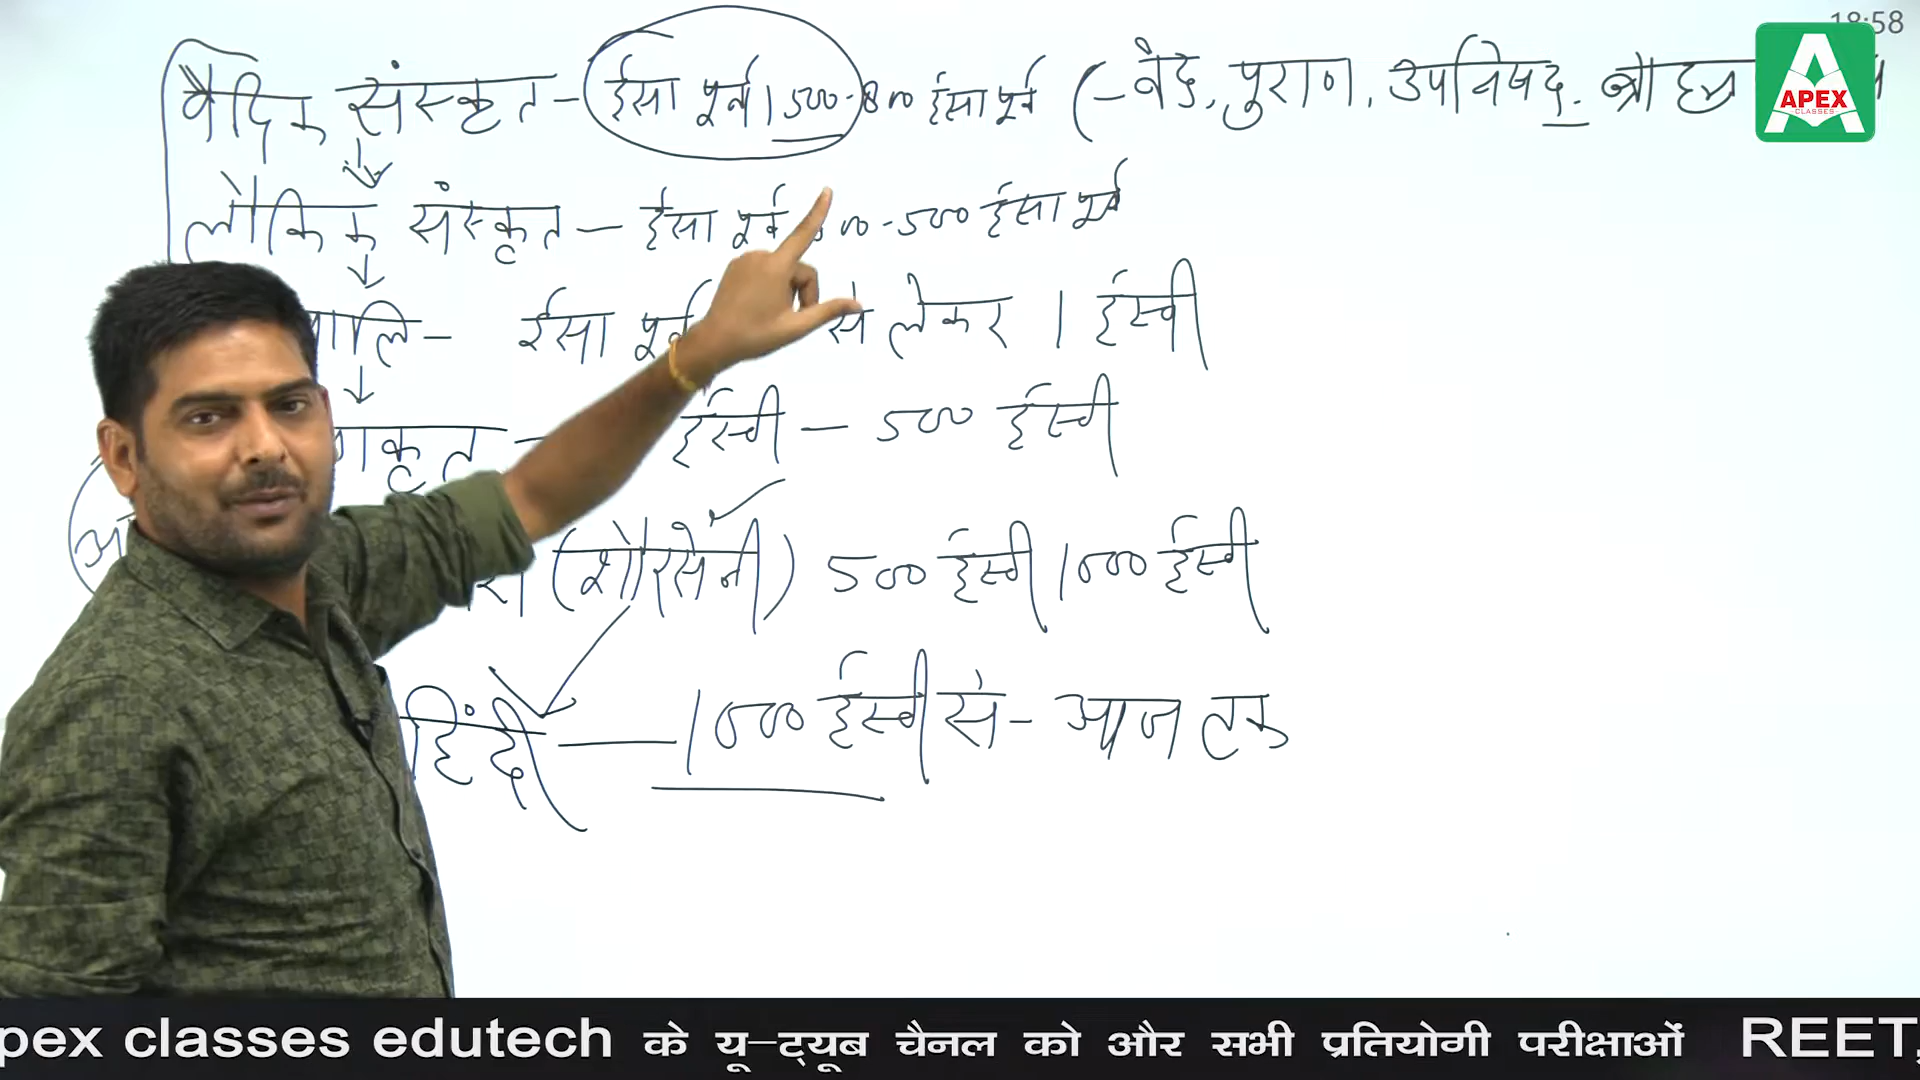 18:58
वैदिक संस्कृत - ईसा पूर्व 1500-800 ईसा पूर्व (- वेद, पुराण, उपनिषद, ब्राह्मण
APEX
CLASSES
लौकिक संस्कृत - ईसा पूर्व 800-500 ईसा पूर्व
पालि - ईसा पूर्व से लेकर 1 ईस्वी
प्राकृत - ईस्वी - 500 ईस्वी
(शौरसेनी) 500 ईस्वी 1000 ईस्वी
हिंदी — 1000 ईस्वी से - आज तक
pex classes edutech के यू-ट्यूब चैनल को और सभी प्रतियोगी परीक्षाओं REET,